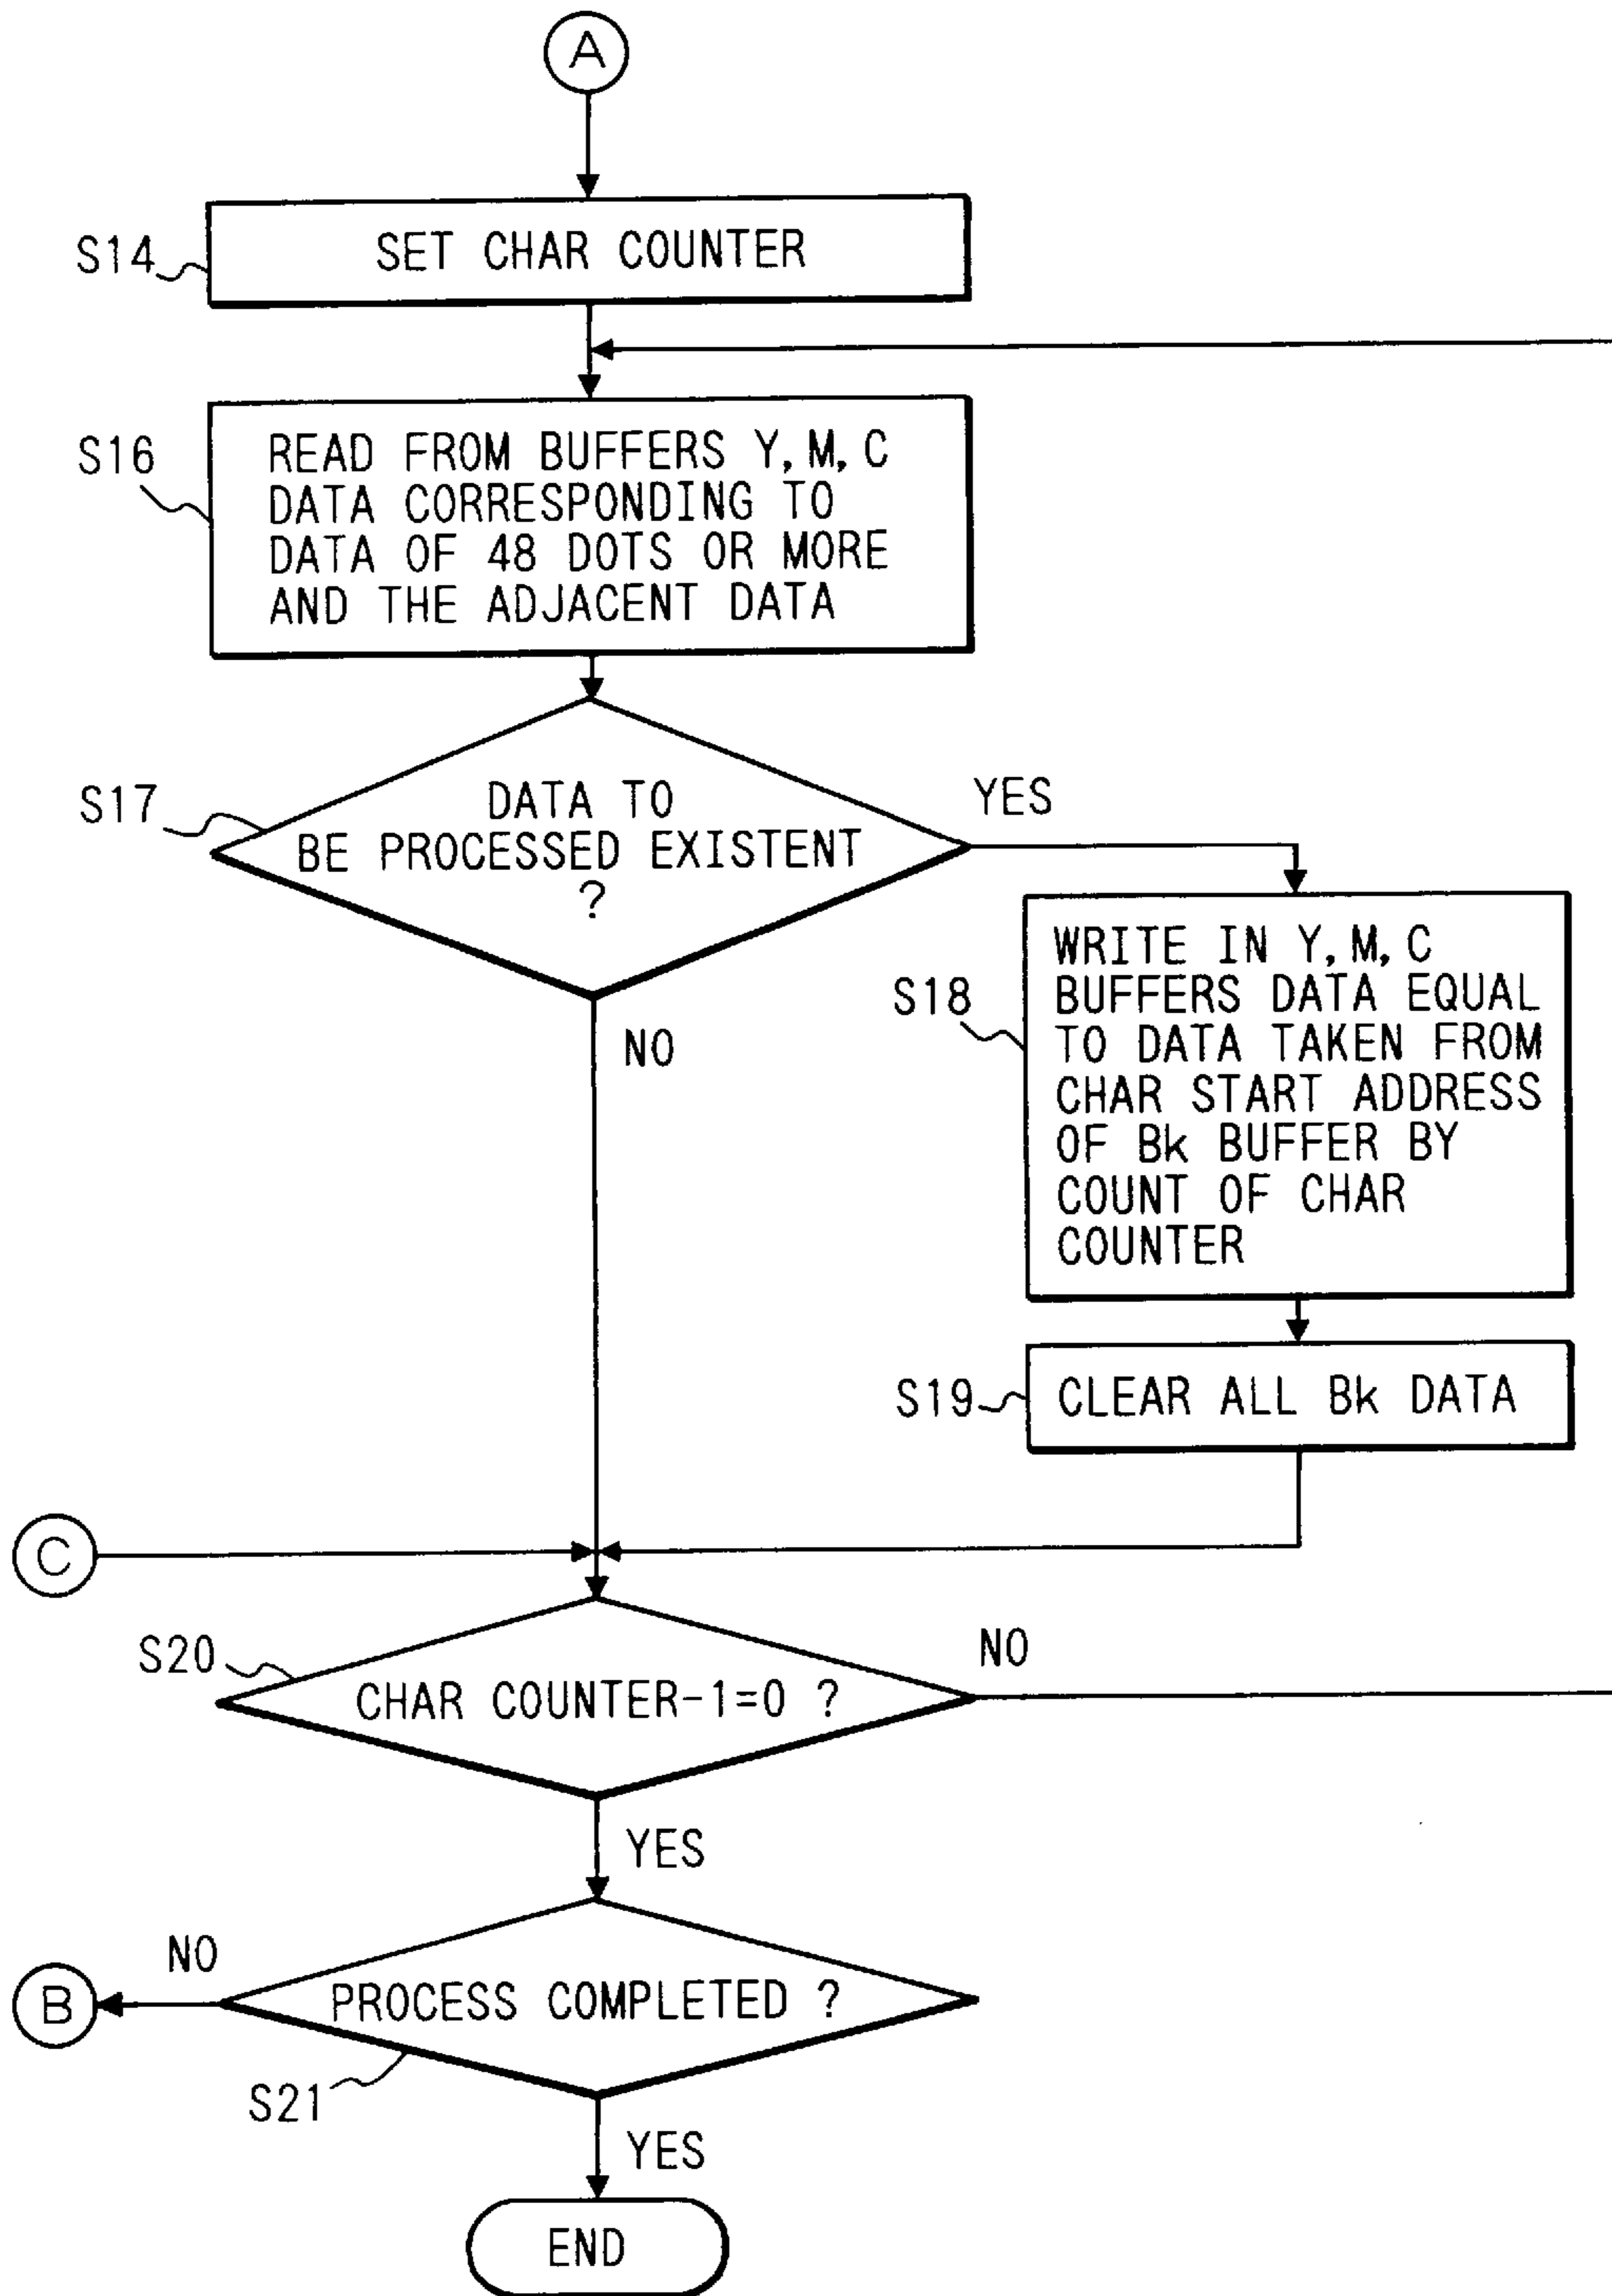 A
S14
SET CHAR COUNTER
S16
READ FROM BUFFERS Y, M, C
DATA CORRESPONDING TO
DATA OF 48 DOTS OR MORE
AND THE ADJACENT DATA
S17
DATA TO
BE PROCESSED EXISTENT
?
YES
NO
S18
WRITE IN Y, M, C
BUFFERS DATA EQUAL
TO DATA TAKEN FROM
CHAR START ADDRESS
OF Bk BUFFER BY
COUNT OF CHAR
COUNTER
S19
CLEAR ALL Bk DATA
C
S20
CHAR COUNTER-1=0 ?
NO
YES
B
NO
PROCESS COMPLETED ?
S21
YES
END